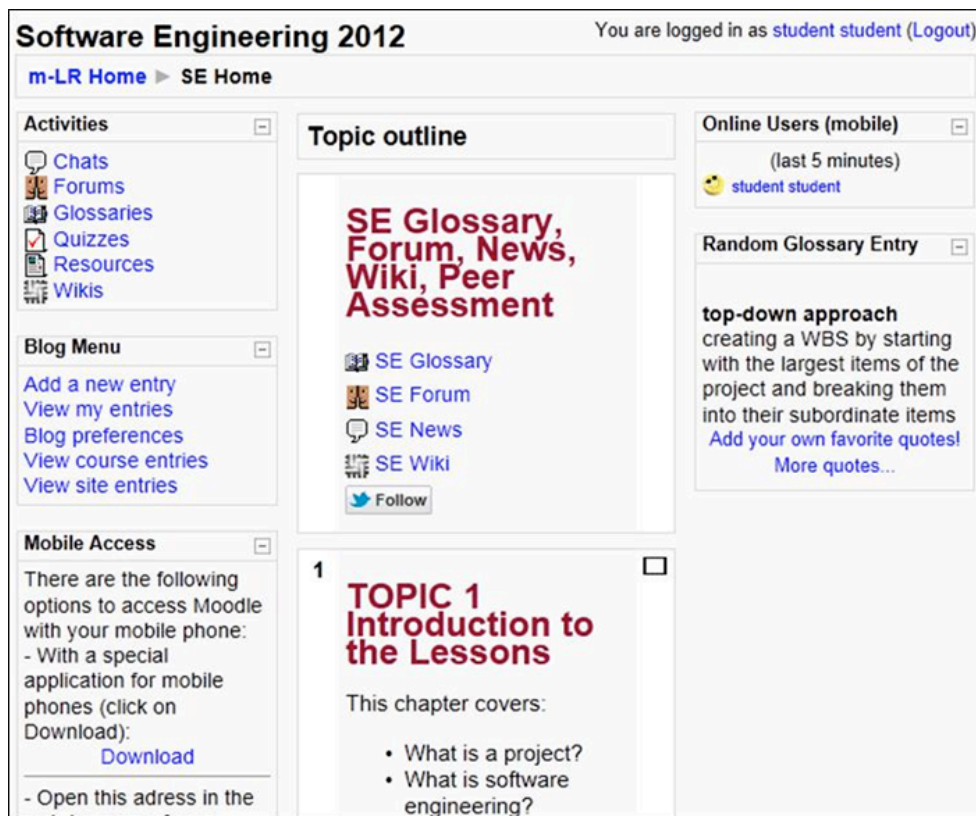 Software Engineering 2012
You are logged in as student student (Logout)
m-LR Home ► SE Home
Activities
Chats
Forums
Glossaries
Quizzes
Resources
Wikis
Blog Menu
Add a new entry
View my entries
Blog preferences
View course entries
View site entries
Mobile Access
There are the following
options to access Moodle
with your mobile phone:
- With a special
application for mobile
phones (click on
Download):
Download
- Open this adress in the
Topic outline
SE Glossary,
Forum, News,
Wiki, Peer
Assessment
SE Glossary
SE Forum
SE News
SE Wiki
Follow
1
TOPIC 1
Introduction to
the Lessons
This chapter covers:
• What is a project?
• What is software
engineering?
Online Users (mobile)
(last 5 minutes)
student student
Random Glossary Entry
top-down approach
creating a WBS by starting
with the largest items of the
project and breaking them
into their subordinate items
Add your own favorite quotes!
More quotes...